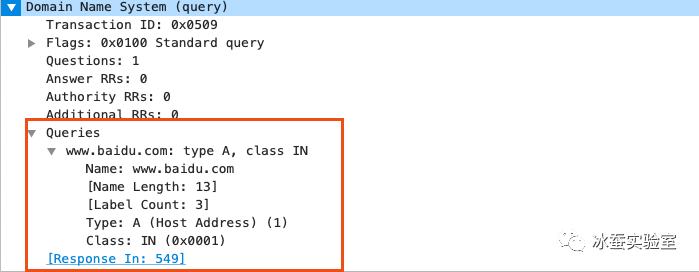 Domain Name System (query)
Transaction ID: 0x0509
Flags: 0x0100 Standard query
Questions: 1
Answer RRs: 0
Authority RRs: 0
Additional RRs: 0
Queries
www.baidu.com: type A, class IN
Name: www.baidu.com
[Name Length: 13]
[Label Count: 3]
Type: A (Host Address) (1)
Class: IN (0x0001)
[Response In: 549]
冰蚕实验室